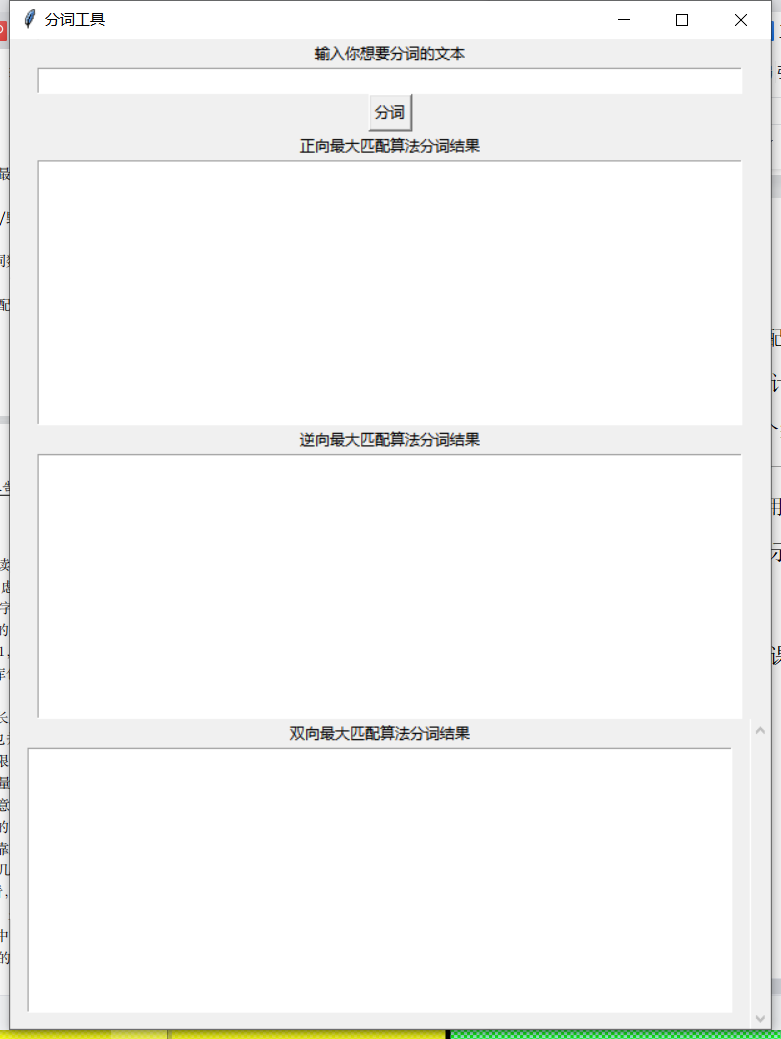 分词工具
输入你想要分词的文本
分词
正向最大匹配算法分词结果
逆向最大匹配算法分词结果
双向最大匹配算法分词结果